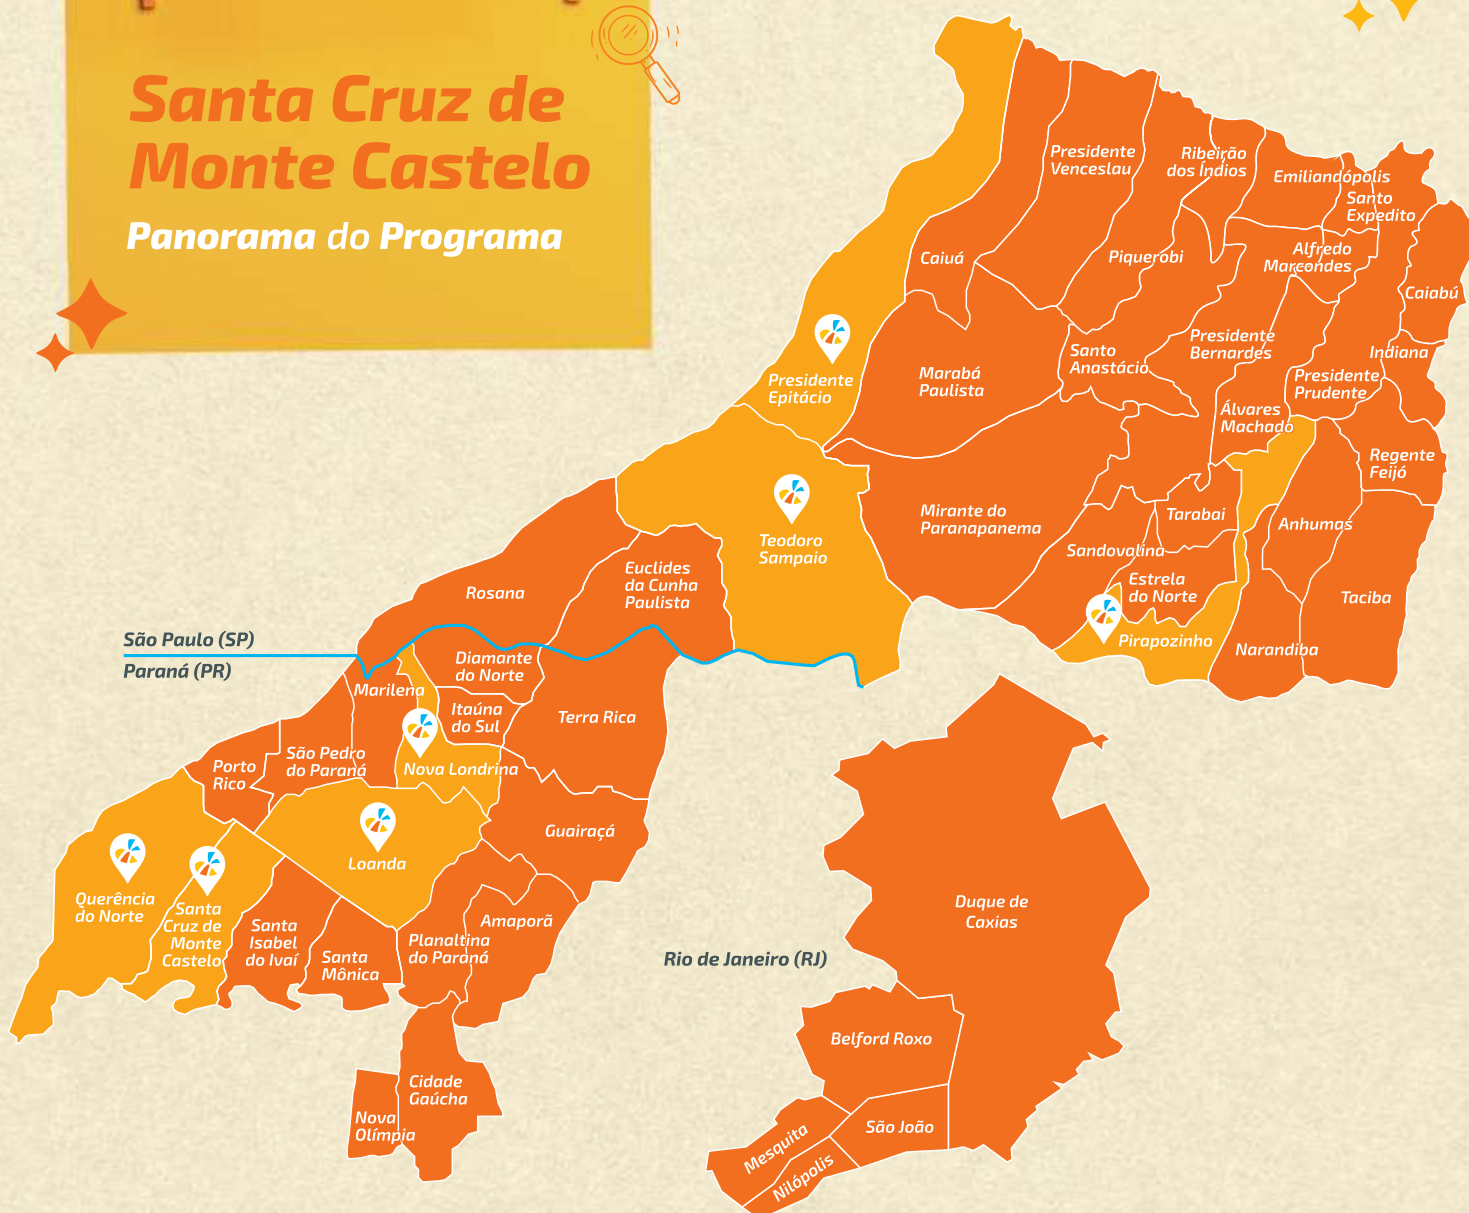 Santa Cruz de
Monte Castelo
Panorama do Programa
Presidente
Venceslau
Ribeirão
dos Índios
Emiliandópolis
Santo
Expedito
Caiuá
Piquerobi
Alfredo
Marcondes
Caiabú
Presidente
Epitácio
Marabá
Paulista
Santo
Anastácio
Presidente
Bernardes
Indiana
Presidente
Prudente
Álvares
Machado
Regente
Feijó
Teodoro
Sampaio
Mirante do
Paranapanema
Tarabai
Anhumas
Sandovalina
Estrela
do Norte
Taciba
Pirapozinho
Narandiba
Rosana
Euclides
da Cunha
Paulista
São Paulo (SP)
Paraná (PR)
Diamante
do Norte
Marilena
Itaúna
do Sul
Terra Rica
São Pedro
do Paraná
Porto
Rico
Nova Londrina
Guairaçá
Loanda
Querência
do Norte
Santa
Cruz de
Monte
Castelo
Santa
Isabel
do Ivaí
Santa
Mônica
Planaltina
do Paraná
Amaporã
Cidade
Gaúcha
Nova
Olímpia
Rio de Janeiro (RJ)
Duque de
Caxias
Belford Roxo
São João
Mesquita
Nilópolis